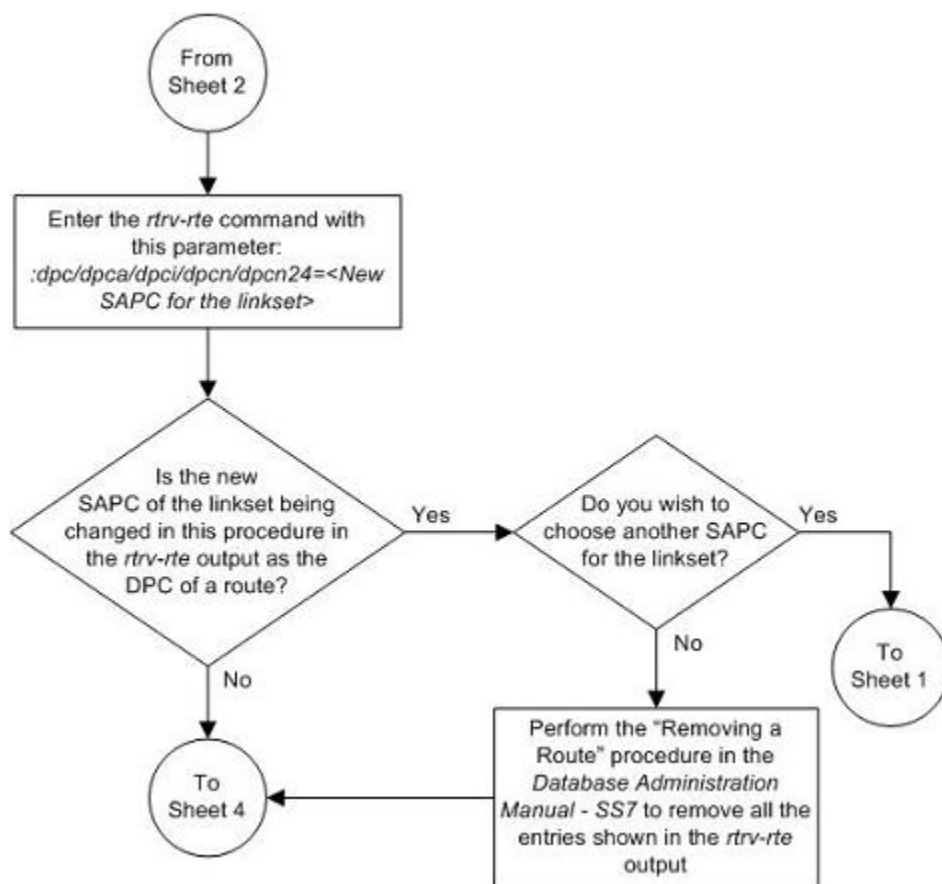 From
Sheet 2
Enter the rtrv-rte command with
this parameter:
:dpc/dpca/dpci/dpcn/dpcn24=<New
SAPC for the linkset>
Is the new
SAPC of the linkset being
changed in this procedure in
the rtrv-rte output as the
DPC of a route?
Yes
Do you wish to
choose another SAPC
for the linkset?
Yes
No
No
To
Sheet 1
To
Sheet 4
Perform the “Removing a
Route” procedure in the
Database Administration
Manual - SS7 to remove all the
entries shown in the rtrv-rte
output